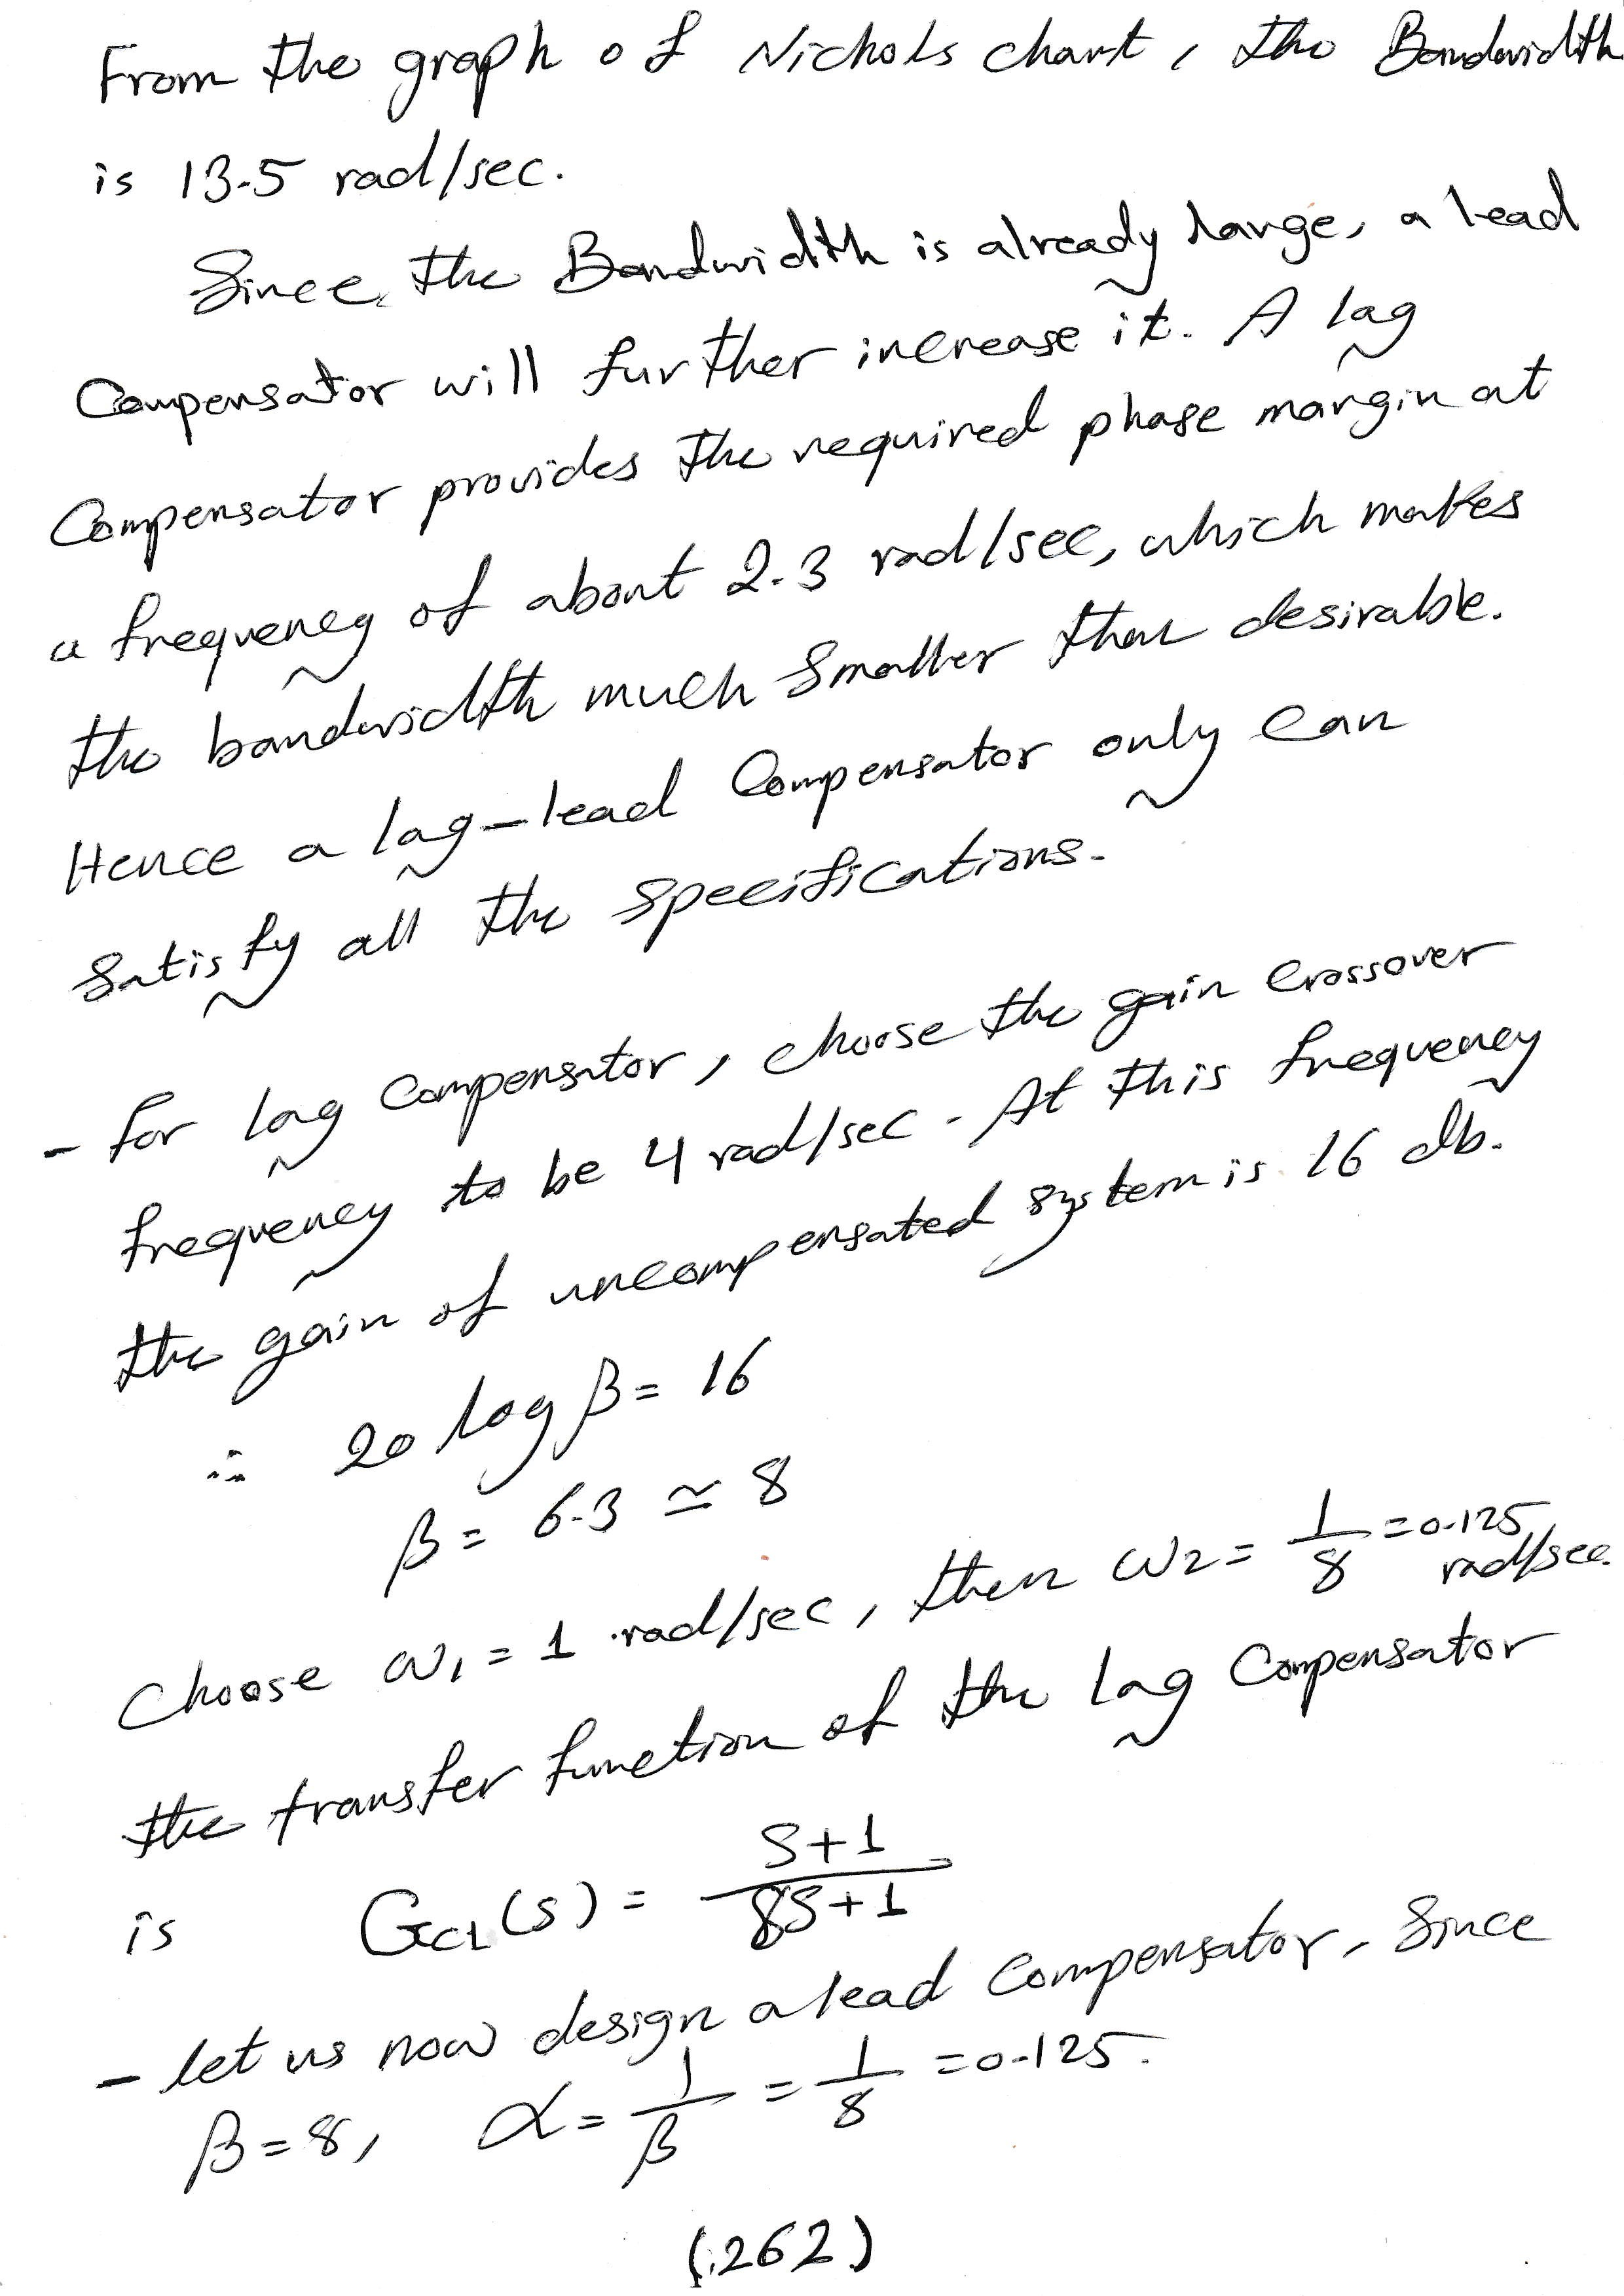 From the graph of Nichols chart, the Bandwidth
is 13.5 rad/sec.
Since the Bandwidth is already large, a lead
Compensator will further increase it. A lag
Compensator provides the required phase margin at
a frequency of about 2.3 rad/sec, which makes
the bandwidth much smaller than desirable.
Hence a lag-lead Compensator only can
Satisfy all the specifications.
- for lag compensator, choose the gain crossover
frequency to be 4 rad/sec. At this frequency
the gain of uncompensated system is 16 db.
∴ 20 log β = 16
β = 6.3 ≃ 8
Choose ω₁ = 1 rad/sec, then ω₂ = 1/8 = 0.125 rad/sec.
the transfer function of the lag Compensator
is Gc1(s) = (S+1)/(8S+1)
- let us now design a lead compensator, Since
β = 8, α = 1/β = 1/8 = 0.125.
(262)